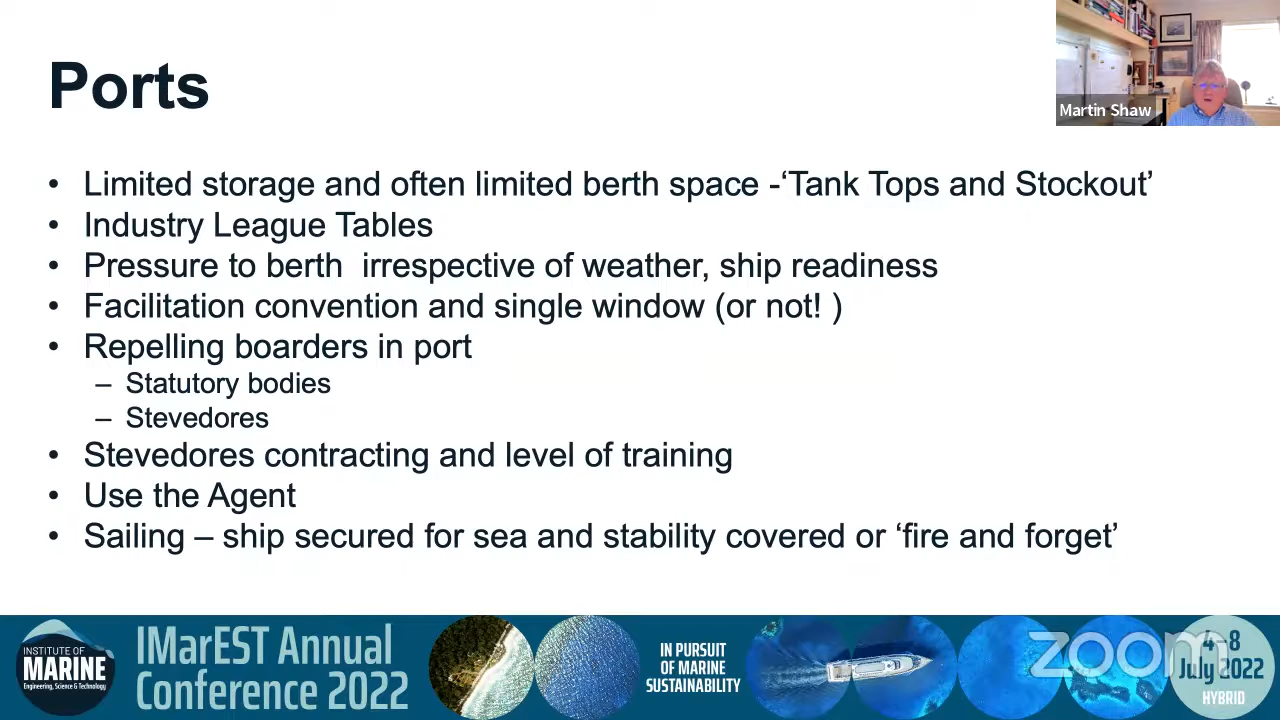 Ports
Martin Shaw
• Limited storage and often limited berth space -‘Tank Tops and Stockout’
• Industry League Tables
• Pressure to berth  irrespective of weather, ship readiness
• Facilitation convention and single window (or not! )
• Repelling boarders in port
– Statutory bodies
– Stevedores
• Stevedores contracting and level of training
• Use the Agent
• Sailing – ship secured for sea and stability covered or ‘fire and forget’
INSTITUTE OF
MARINE
Engineering, Science & Technology
IMarEST Annual
Conference 2022
IN PURSUIT
OF MARINE
SUSTAINABILITY
zoom
4–8
July 2022
HYBRID